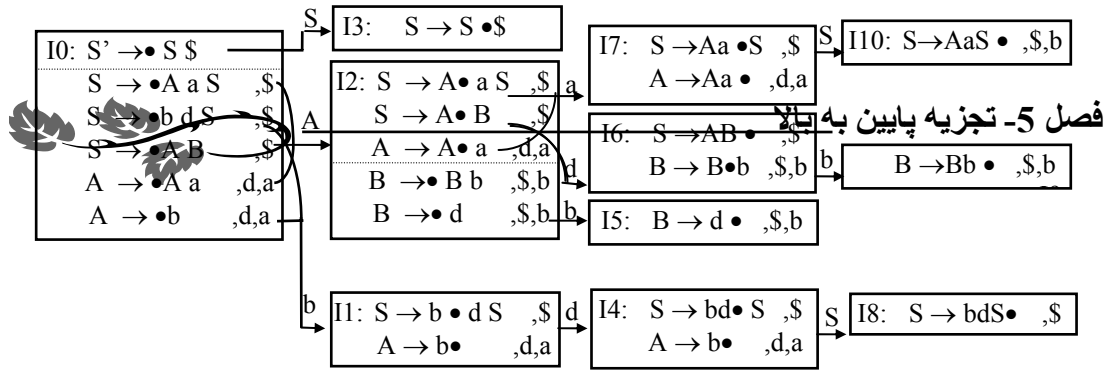 I0: S’ →• S $
S → •A a S ,$
S → •b d S ,$
S → •A B ,$
A → •A a ,d,a
A → •b ,d,a
S
I3: S → S •$
A
I2: S → A• a S ,$
S → A• B ,$
A → A• a ,d,a
B → • B b ,$,b
B →• d ,$,b
a
I7: S →Aa •S ,$
A →Aa • ,d,a
S
I10: S→AaS • ,$,b
فصل 5- تجزیه پایین به بالا
d
I6: S →AB • ,$
B → B•b ,$,b
b
B →Bb • ,$,b
b
I5: B → d • ,$,b
b
I1: S → b • d S ,$
A → b• ,d,a
d
I4: S → bd• S ,$
A → b• ,d,a
S
I8: S → bdS• ,$